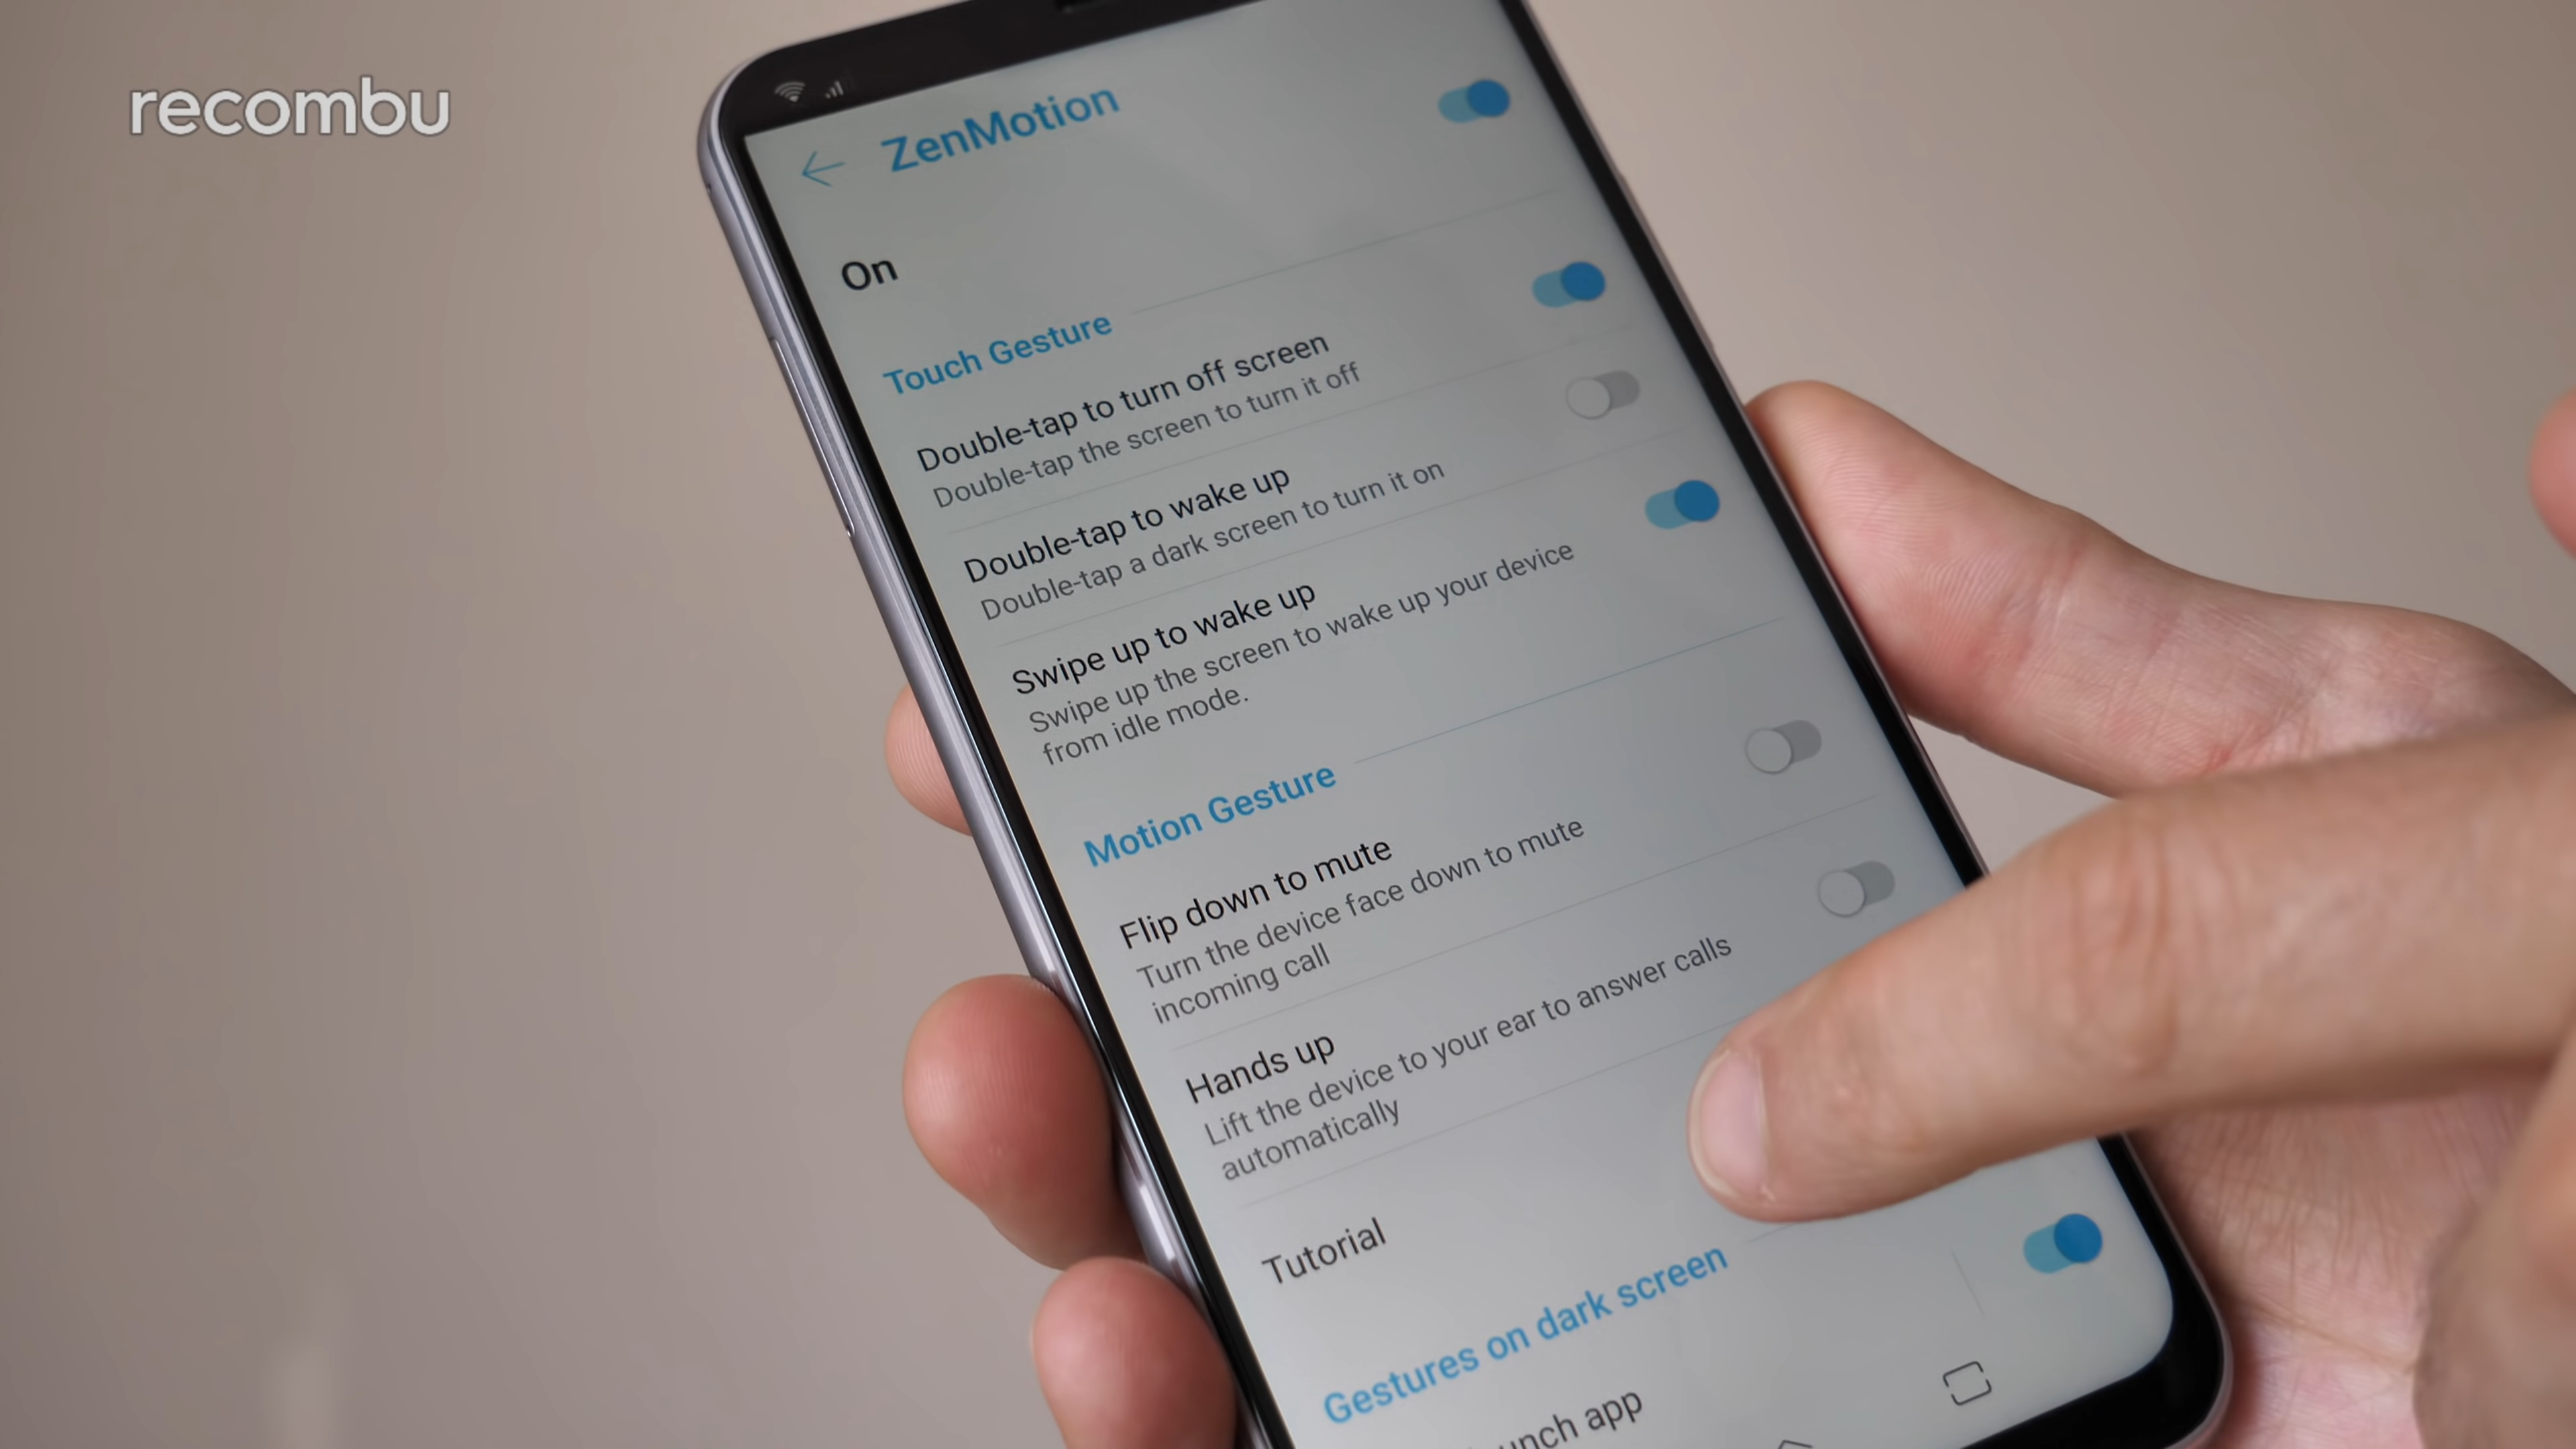 recombu
ZenMotion
On
Touch Gesture
Double-tap to turn off screen
Double-tap the screen to turn it off
Double-tap to wake up
Double-tap a dark screen to turn it on
Swipe up to wake up
Swipe up the screen to wake up your device
from idle mode.
Motion Gesture
Flip down to mute
Turn the device face down to mute
incoming call
Hands up
Lift the device to your ear to answer calls
automatically
Tutorial
Gestures on dark screen
app